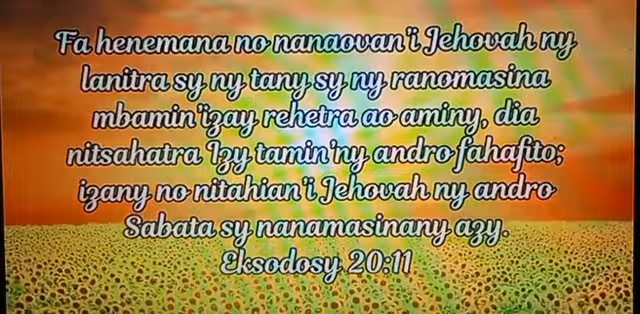 Fa henemana no nanaovan'i Jehovah ny
lanitra sy ny tany sy ny ranomasina
mbamin'izay rehetra ao aminy, dia
nitsahatra Izy tamin'ny andro fahafito;
izany no nitahian'i Jehovah ny andro
Sabata sy nanamasinany azy.
Eksodosy 20:11